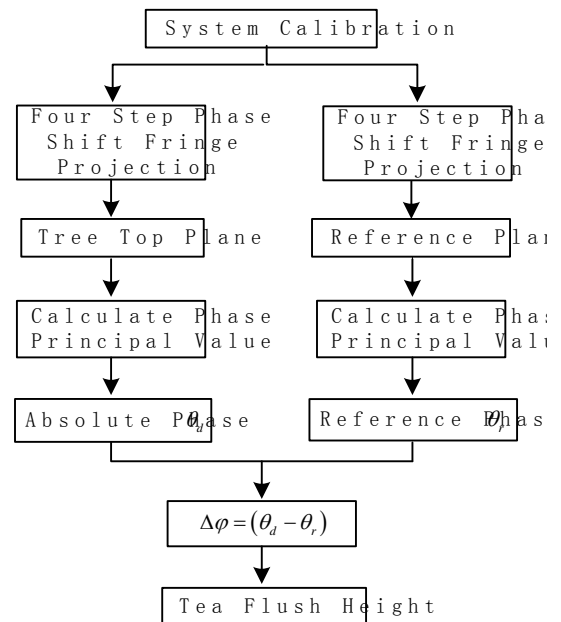 System Calibration
Four Step Phase
Shift Fringe
Projection
Four Step Pha
Shift Fringe
Projection
Tree Top Plane
Reference Plan
Calculate Phase
Principal Value
Calculate Phas
Principal Valu
Absolute Phase θd
Reference Phas θr
Δφ=(θd−θr)
Tea Flush Height